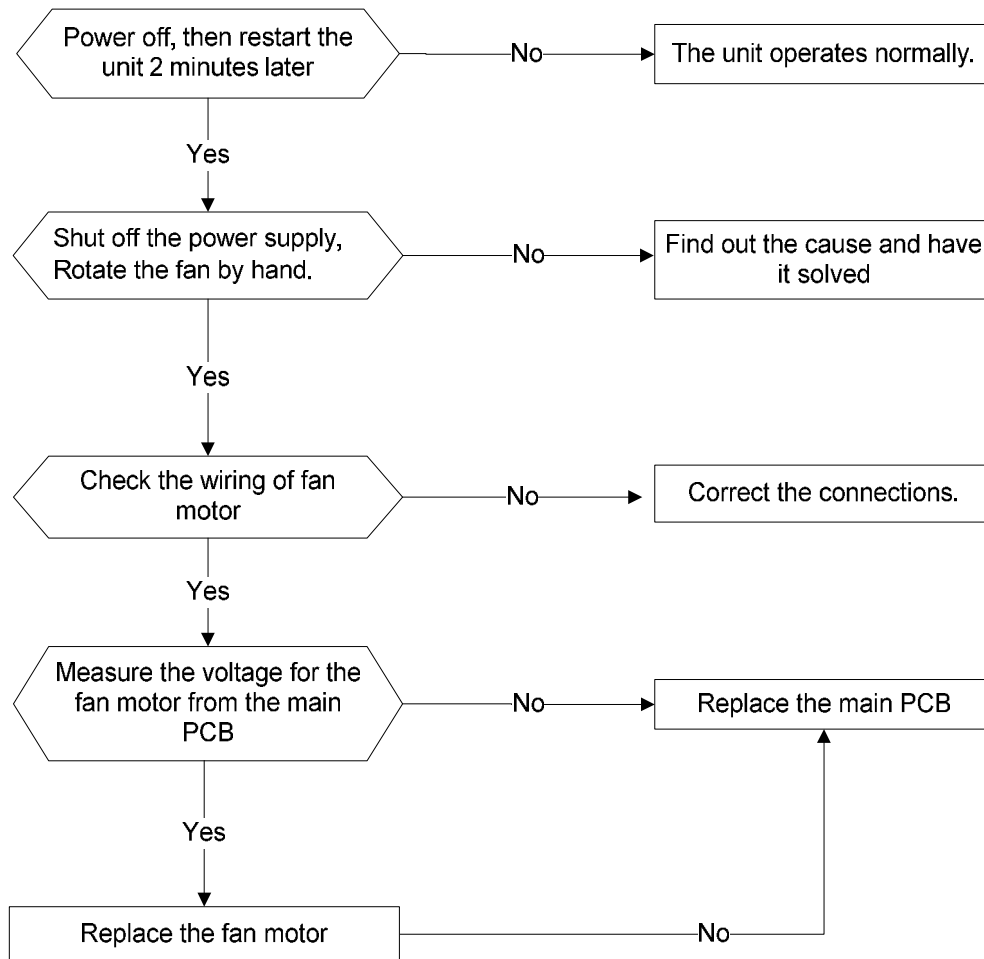 Power off, then restart the
unit 2 minutes later
No
The unit operates normally.
Yes
Shut off the power supply,
Rotate the fan by hand.
No
Find out the cause and have
it solved
Yes
Check the wiring of fan
motor
No
Correct the connections.
Yes
Measure the voltage for the
fan motor from the main
PCB
No
Replace the main PCB
Yes
Replace the fan motor
No